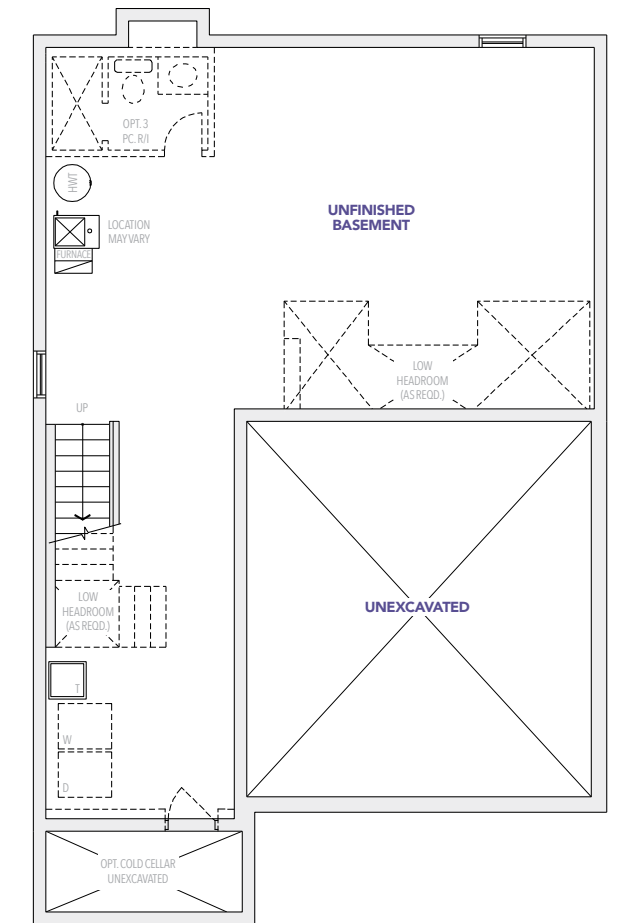 OPT. 3
PC. R/I
HWT
LOCATION
MAY VARY
FURNACE
UNFINISHED
BASEMENT
LOW
HEADROOM
(AS REQD.)
UP
LOW
HEADROOM
(AS REQD.)
UNEXCAVATED
T
W
D
OPT. COLD CELLAR
UNEXCAVATED